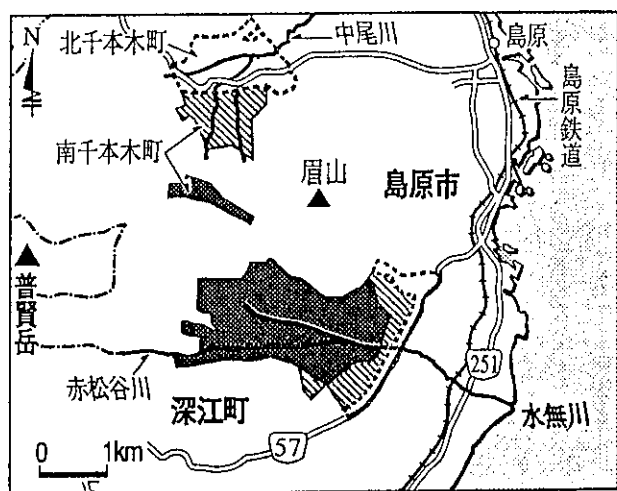 N
北千本木町
中尾川
島原
島原鉄道
南千本木町
眉山
島原市
普賢岳
赤松谷川
深江町
251
水無川
57
0 1km